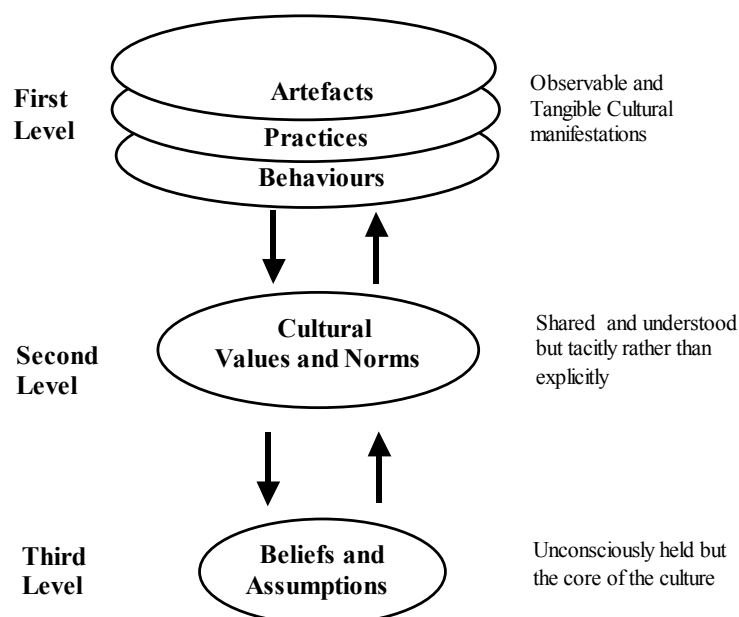 First
Level
Artefacts
Practices
Behaviours
Observable and
Tangible Cultural
manifestations
Second
Level
Cultural
Values and Norms
Shared and understood
but tacitly rather than
explicitly
Third
Level
Beliefs and
Assumptions
Unconsciously held but
the core of the culture